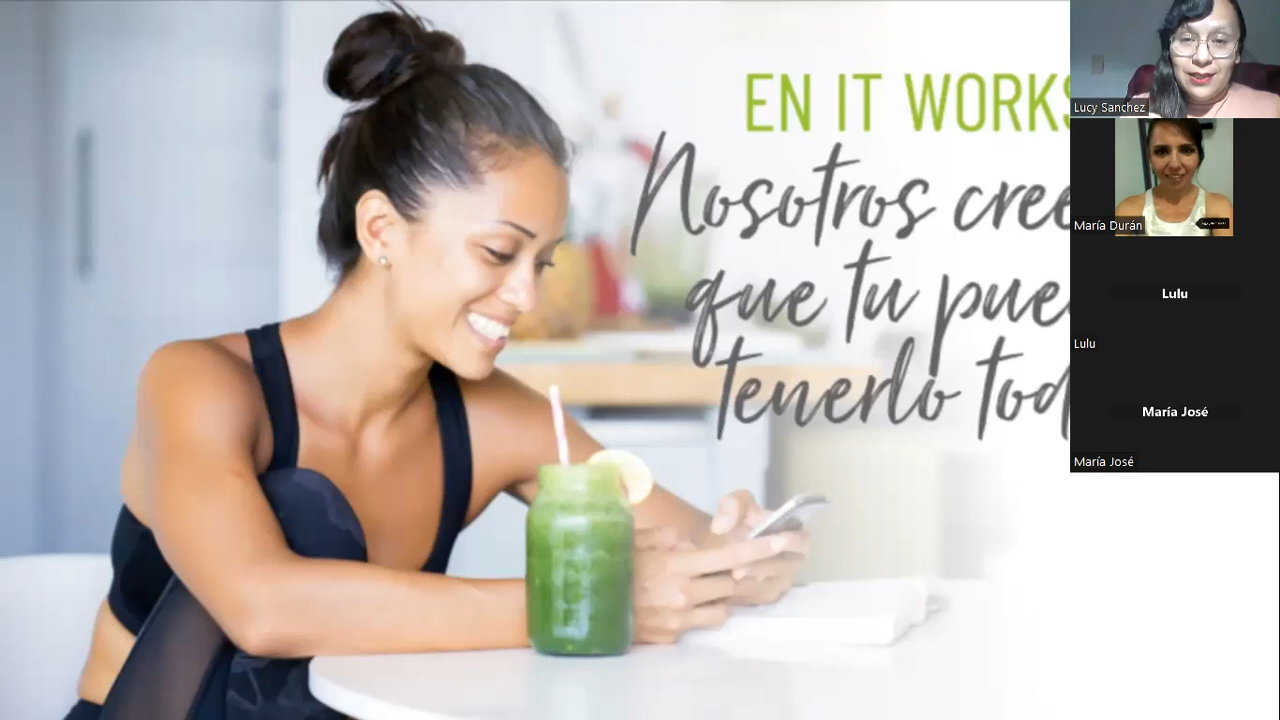 EN IT WORKS
Nosotros cree
que tu pue
tenerlo tod
Lucy Sanchez
María Durán
Lulu
Lulu
María José
María José